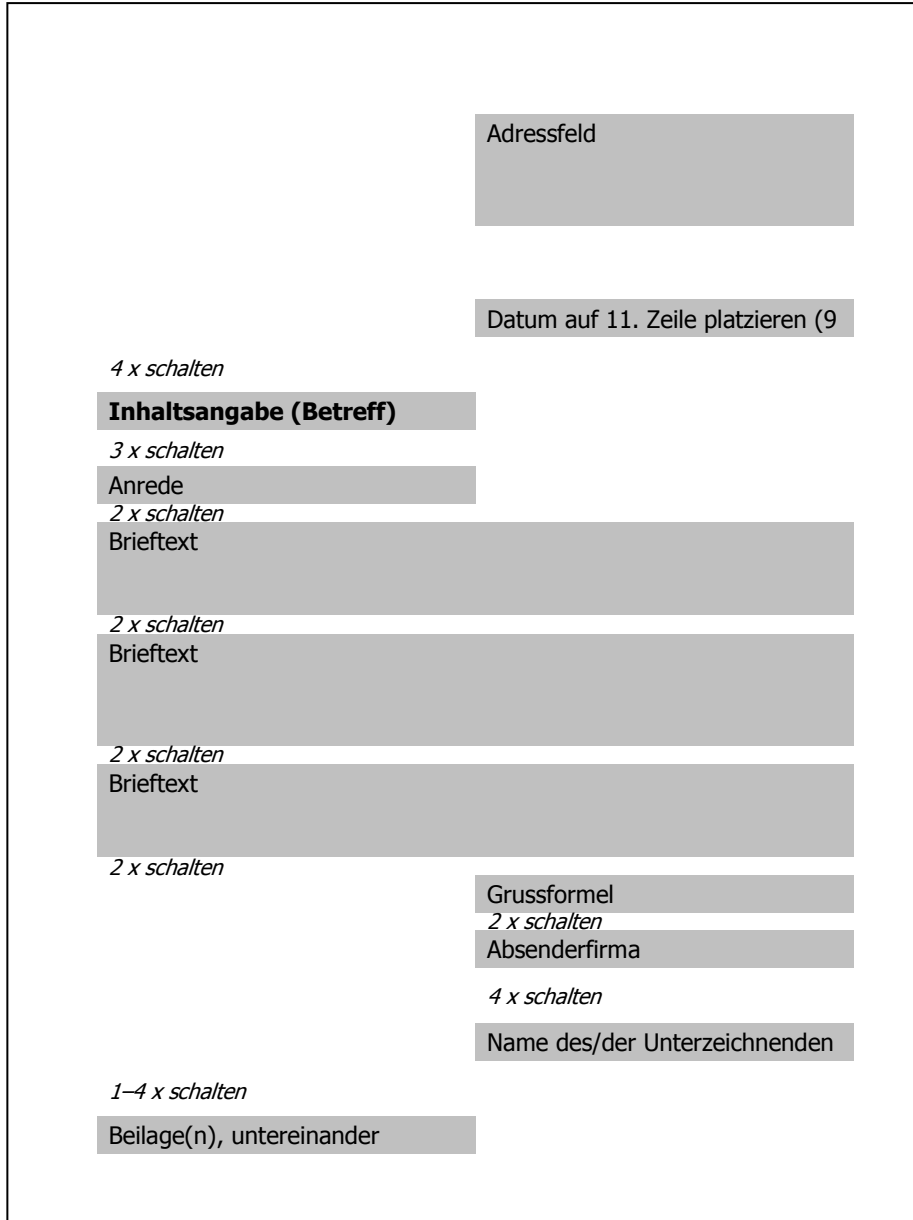 Adressfeld
Datum auf 11. Zeile platzieren (9
4 x schalten
Inhaltsangabe (Betreff)
3 x schalten
Anrede
2 x schalten
Brieftext
2 x schalten
Brieftext
2 x schalten
Brieftext
2 x schalten
Grussformel
2 x schalten
Absenderfirma
4 x schalten
Name des/der Unterzeichnenden
1–4 x schalten
Beilage(n), untereinander